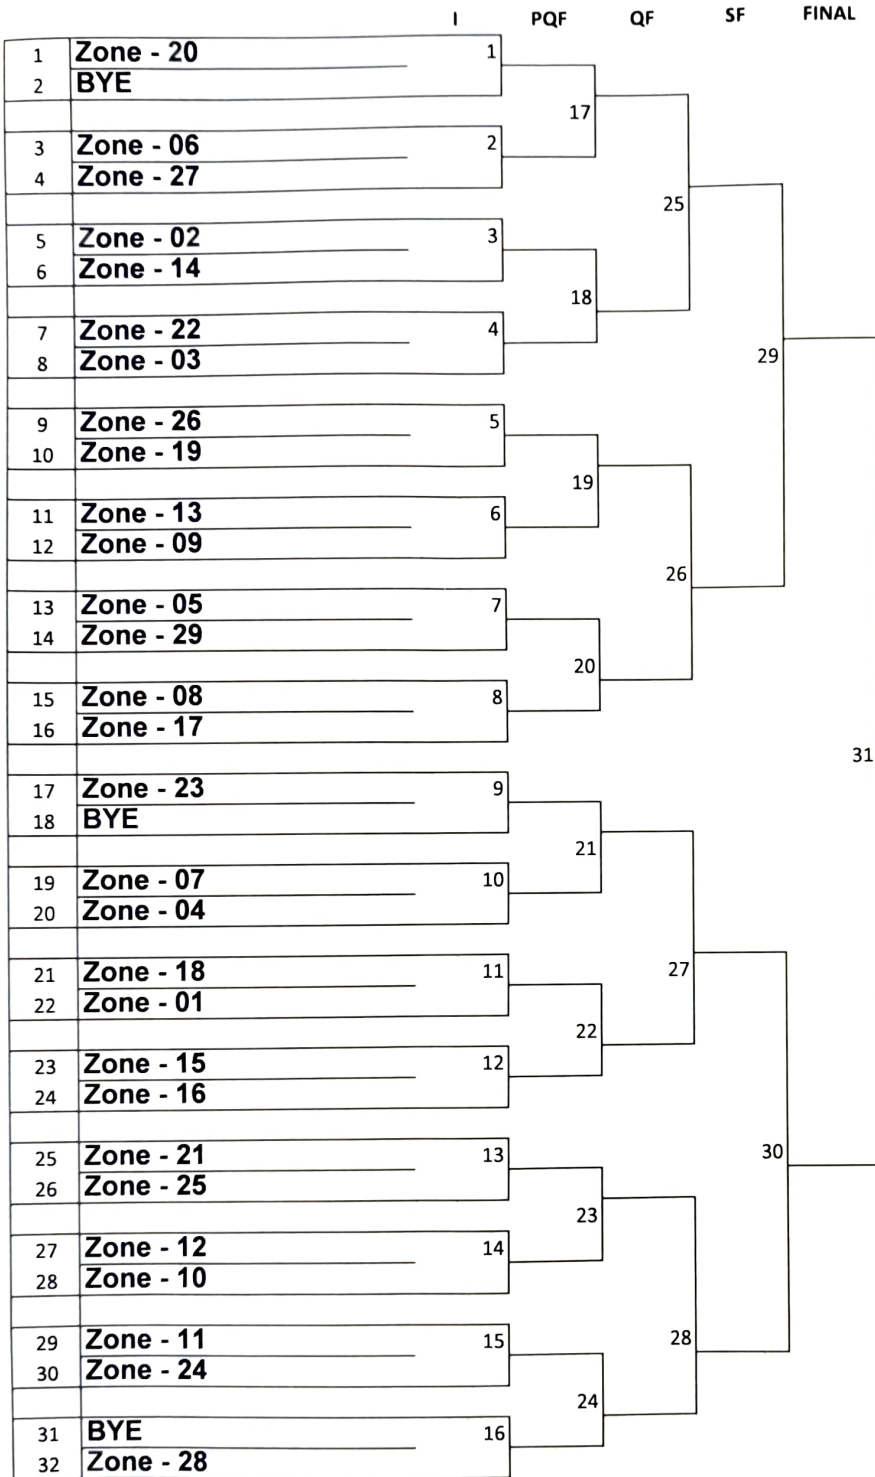 I PQF QF SF FINAL
1 Zone - 20 1
2 BYE
17
3 Zone - 06 2
4 Zone - 27
25
5 Zone - 02 3
6 Zone - 14
18
7 Zone - 22 4
8 Zone - 03
29
9 Zone - 26 5
10 Zone - 19
19
11 Zone - 13 6
12 Zone - 09
26
13 Zone - 05 7
14 Zone - 29
20
15 Zone - 08 8
16 Zone - 17
31
17 Zone - 23 9
18 BYE
21
19 Zone - 07 10
20 Zone - 04
21 Zone - 18 11 27
22 Zone - 01
22
23 Zone - 15 12
24 Zone - 16
25 Zone - 21 13 30
26 Zone - 25
23
27 Zone - 12 14
28 Zone - 10
29 Zone - 11 15 28
30 Zone - 24
24
31 BYE 16
32 Zone - 28